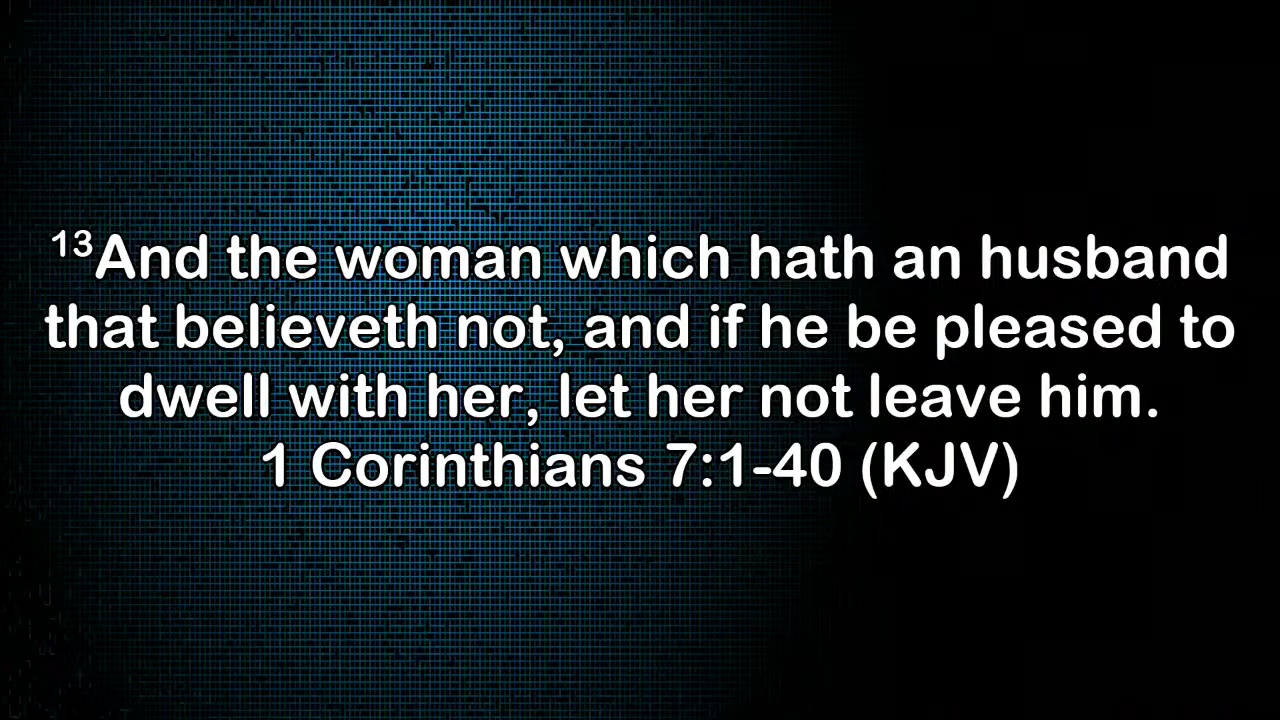 ¹³And the woman which hath an husband
that believeth not, and if he be pleased to
dwell with her, let her not leave him.
1 Corinthians 7:1-40 (KJV)